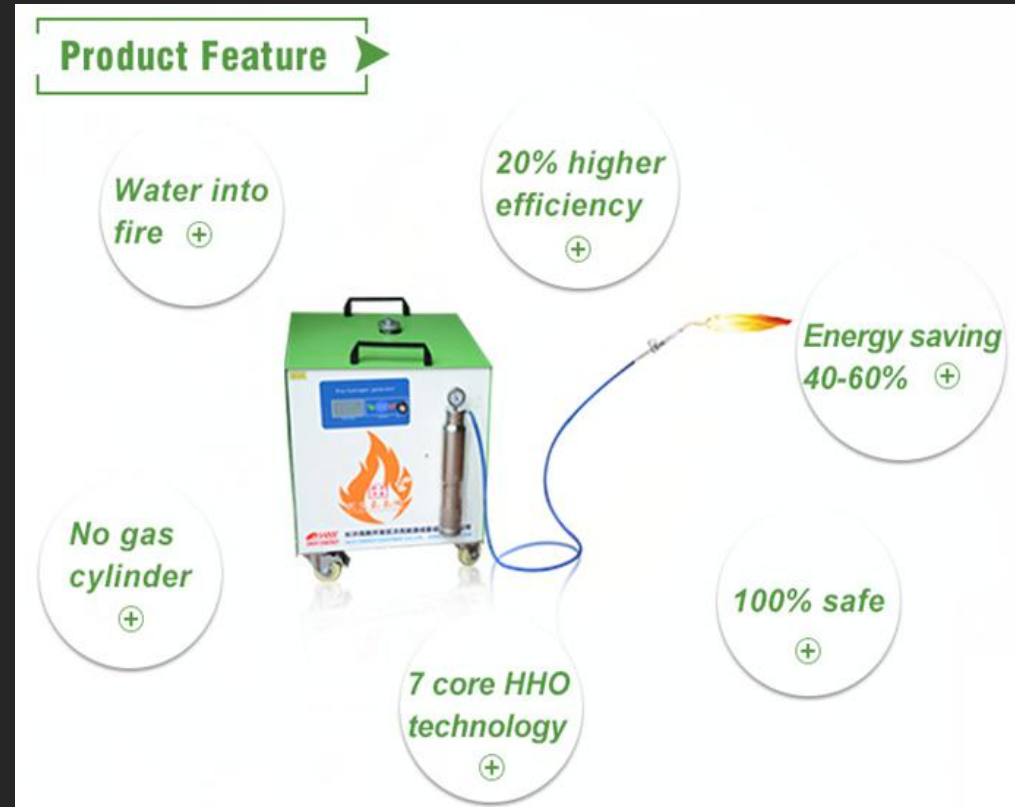 Product Feature
Water into
fire
20% higher
efficiency
Energy saving
40-60%
No gas
cylinder
100% safe
7 core HHO
technology